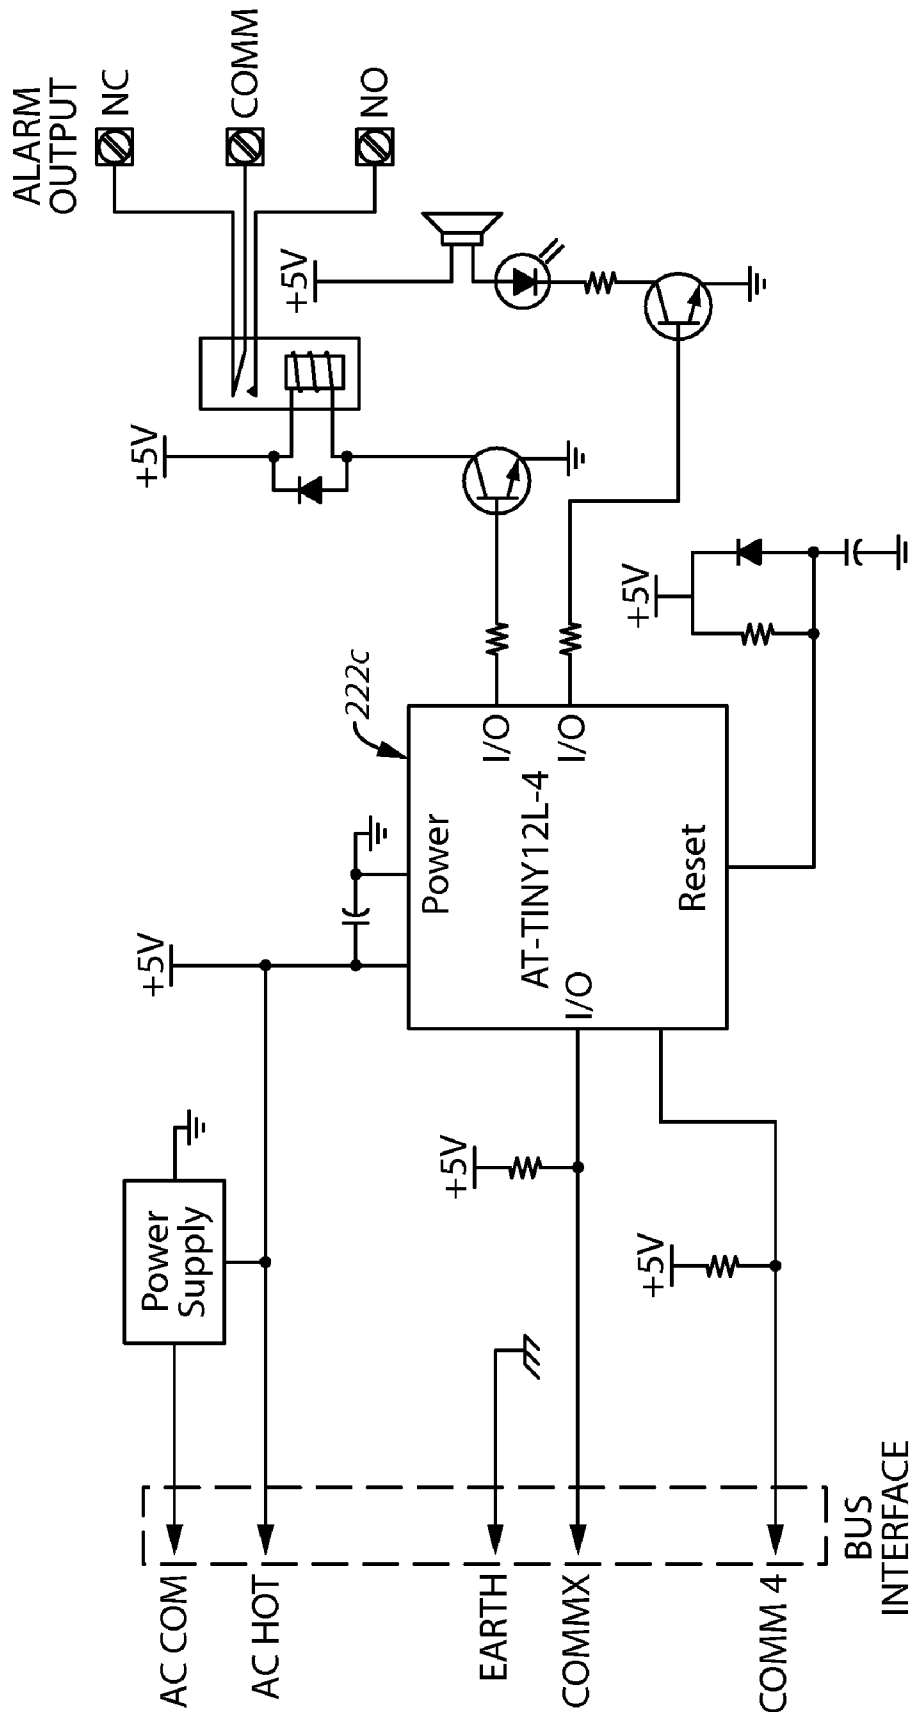 ALARM
OUTPUT
NC
COMM
NO
+5V
+5V
+5V
222c
+5V
Power
I/O
I/O
AT-TINY12L-4
I/O
Reset
Power
Supply
+5V
+5V
AC COM
AC HOT
EARTH
COMMX
COMM 4
BUS
INTERFACE